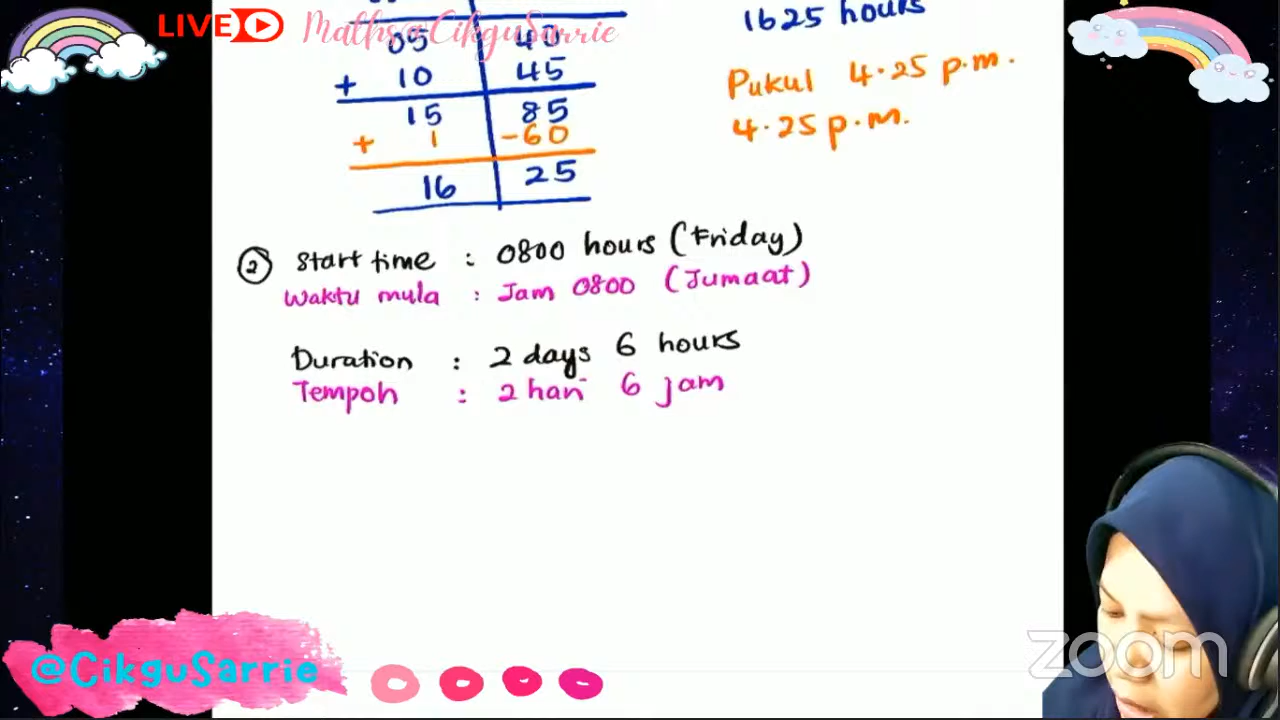 LIVE
Maths@CikguSarrie
05 40
+ 10 45
15 85
+ 1 -60
16 25
1625 hours
Pukul 4.25 p.m.
4.25 p.m.
2 Start time : 0800 hours (Friday)
Waktu mula : Jam 0800 (Jumaat)
Duration : 2 days 6 hours
Tempoh : 2 hari 6 jam
@CikguSarrie
zoom